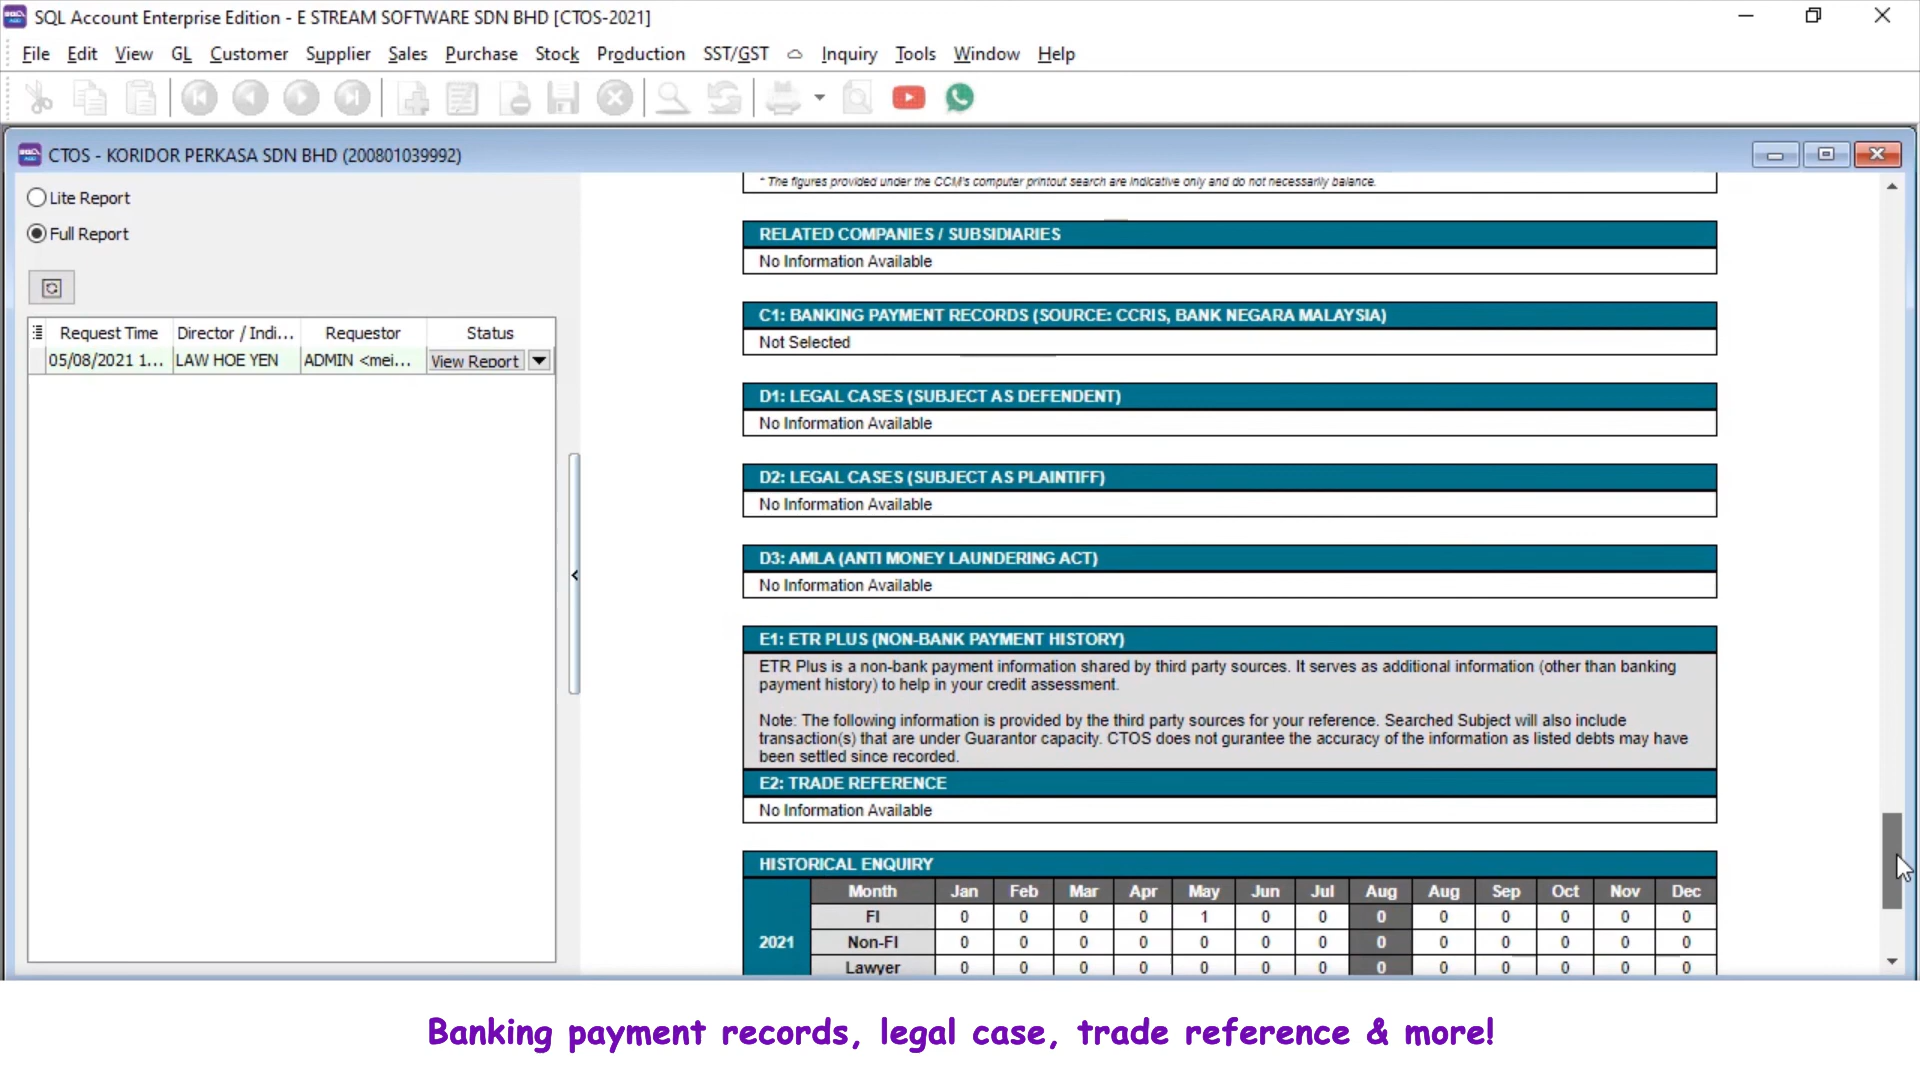 SQL Account Enterprise Edition - E STREAM SOFTWARE SDN BHD [CTOS-2021]
File Edit View GL Customer Supplier Sales Purchase Stock Production SST/GST Inquiry Tools Window Help
CTOS - KORIDOR PERKASA SDN BHD (200801039992)
Lite Report
Full Report
Request Time Director / Indi... Requestor Status
05/08/2021 1... LAW HOE YEN ADMIN <mei... View Report
* The figures provided under the CCM's computer printout search are indicative only and do not necessarily balance.
RELATED COMPANIES / SUBSIDIARIES
No Information Available
C1: BANKING PAYMENT RECORDS (SOURCE: CCRIS, BANK NEGARA MALAYSIA)
Not Selected
D1: LEGAL CASES (SUBJECT AS DEFENDENT)
No Information Available
D2: LEGAL CASES (SUBJECT AS PLAINTIFF)
No Information Available
D3: AMLA (ANTI MONEY LAUNDERING ACT)
No Information Available
E1: ETR PLUS (NON-BANK PAYMENT HISTORY)
ETR Plus is a non-bank payment information shared by third party sources. It serves as additional information (other than banking
payment history) to help in your credit assessment.
Note: The following information is provided by the third party sources for your reference. Searched Subject will also include
transaction(s) that are under Guarantor capacity. CTOS does not gurantee the accuracy of the information as listed debts may have
been settled since recorded.
E2: TRADE REFERENCE
No Information Available
HISTORICAL ENQUIRY
Month Jan Feb Mar Apr May Jun Jul Aug Aug Sep Oct Nov Dec
FI 0 0 0 0 1 0 0 0 0 0 0 0 0
2021 Non-FI 0 0 0 0 0 0 0 0 0 0 0 0 0
Lawyer 0 0 0 0 0 0 0 0 0 0 0 0 0
Banking payment records, legal case, trade reference & more!